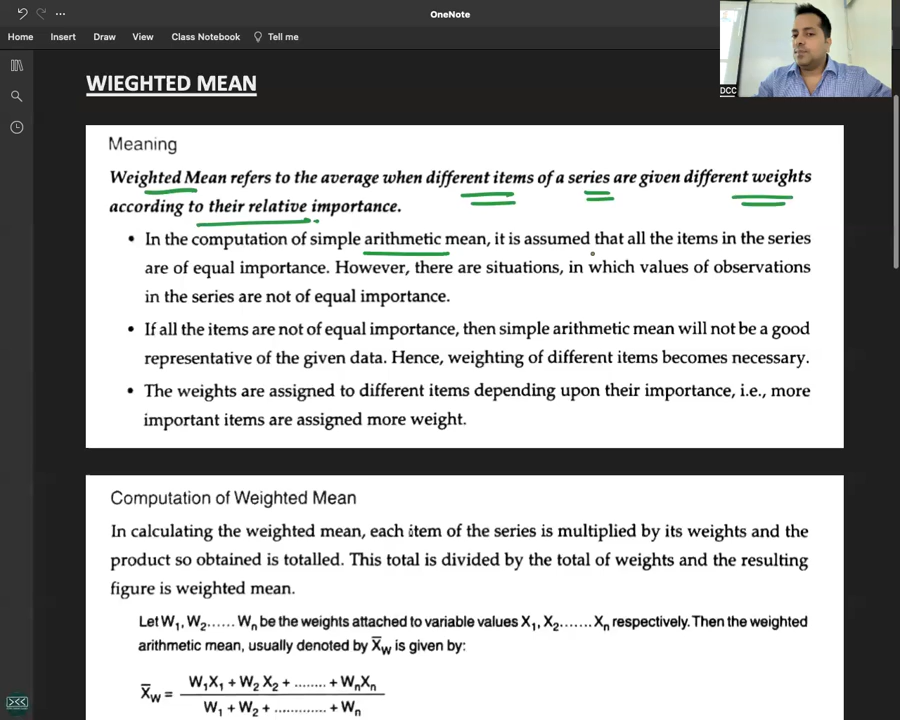 OneNote
Home Insert Draw View Class Notebook Tell me
DCC
WIEGHTED MEAN
Meaning
Weighted Mean refers to the average when different items of a series are given different weights
according to their relative importance.
• In the computation of simple arithmetic mean, it is assumed that all the items in the series
are of equal importance. However, there are situations, in which values of observations
in the series are not of equal importance.
• If all the items are not of equal importance, then simple arithmetic mean will not be a good
representative of the given data. Hence, weighting of different items becomes necessary.
• The weights are assigned to different items depending upon their importance, i.e., more
important items are assigned more weight.
Computation of Weighted Mean
In calculating the weighted mean, each item of the series is multiplied by its weights and the
product so obtained is totalled. This total is divided by the total of weights and the resulting
figure is weighted mean.
Let W₁, W₂...... Wₙ be the weights attached to variable values X₁, X₂....... Xₙ respectively. Then the weighted
arithmetic mean, usually denoted by X̅w is given by:
X̅w = W₁X₁ + W₂ X₂ + ........ + WₙXₙ
W₁ + W₂ + ............. + Wₙ